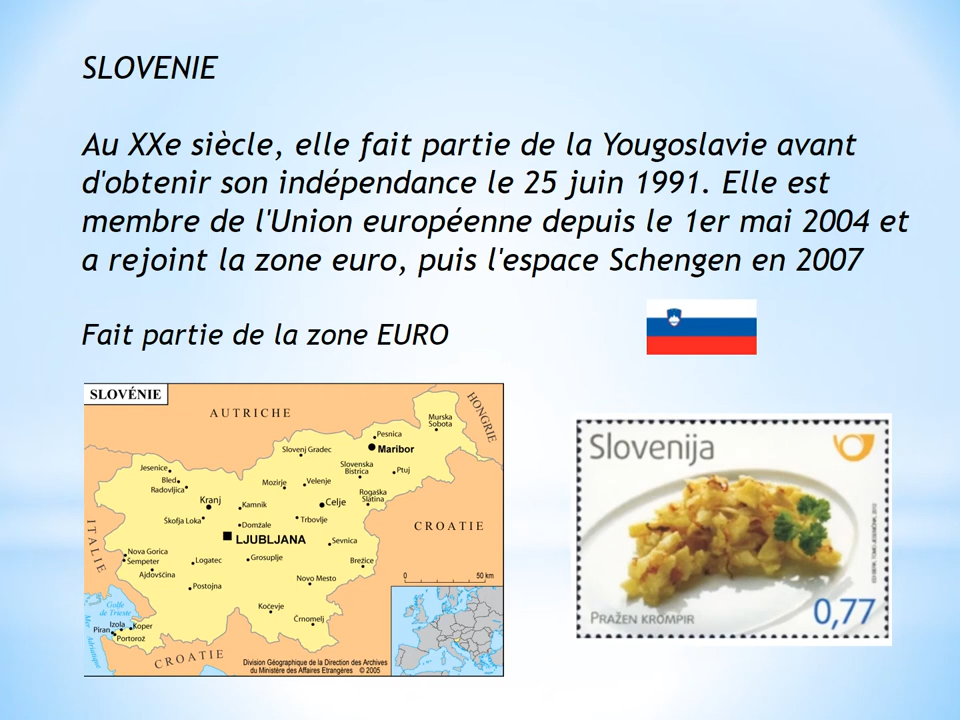 SLOVENIE
Au XXe siècle, elle fait partie de la Yougoslavie avant
d'obtenir son indépendance le 25 juin 1991. Elle est
membre de l'Union européenne depuis le 1er mai 2004 et
a rejoint la zone euro, puis l'espace Schengen en 2007
Fait partie de la zone EURO
SLOVÉNIE
AUTRICHE
HONGRIE
Murska
Sobota
Pesnica
Maribor
Slovenj Gradec
Slovenska
Bistrica
Ptuj
Jesenice
Bled
Radovljica
Mozirje
Velenje
Rogaška
Slatina
Kranj
Kamnik
Celje
Škofja Loka
Domzale
Trbovlje
CROATIE
ITALIE
LJUBLJANA
Sevnica
Nova Gorica
Sempeter
Logatec
Grosuplje
Brežice
Ajdovščina
Postojna
Novo Mesto
0
50 km
Golfe
de Trieste
Kočevje
Črnomelj
Mer Adriatique
Izola
Koper
Piran
Portorož
CROATIE
Division Géographique de la Direction des Archives
du Ministère des Affaires Etrangères © 2005
Slovenija
PRAŽEN KROMPIR
0,77